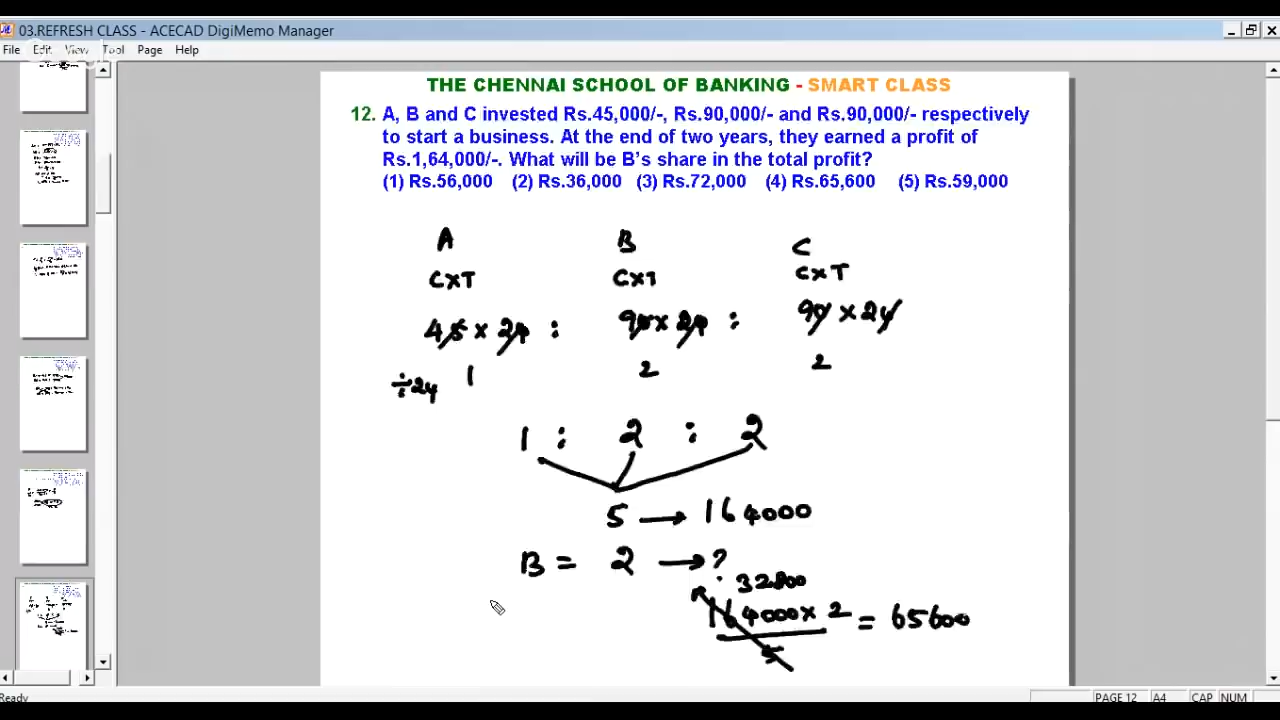 03.REFRESH CLASS - ACECAD DigiMemo Manager
File Edit View Tool Page Help
THE CHENNAI SCHOOL OF BANKING - SMART CLASS
12. A, B and C invested Rs.45,000/-, Rs.90,000/- and Rs.90,000/- respectively
to start a business. At the end of two years, they earned a profit of
Rs.1,64,000/-. What will be B's share in the total profit?
(1) Rs.56,000 (2) Rs.36,000 (3) Rs.72,000 (4) Rs.65,600 (5) Rs.59,000
A B C
C×T C×T C×T
45 × 24 : 90 × 24 : 90 × 24
÷24 1 2 2
1 : 2 : 2
5 → 164000
B = 2 → ?
32800
164000 × 2 = 65600
5
Ready PAGE 12 A4 CAP NUM